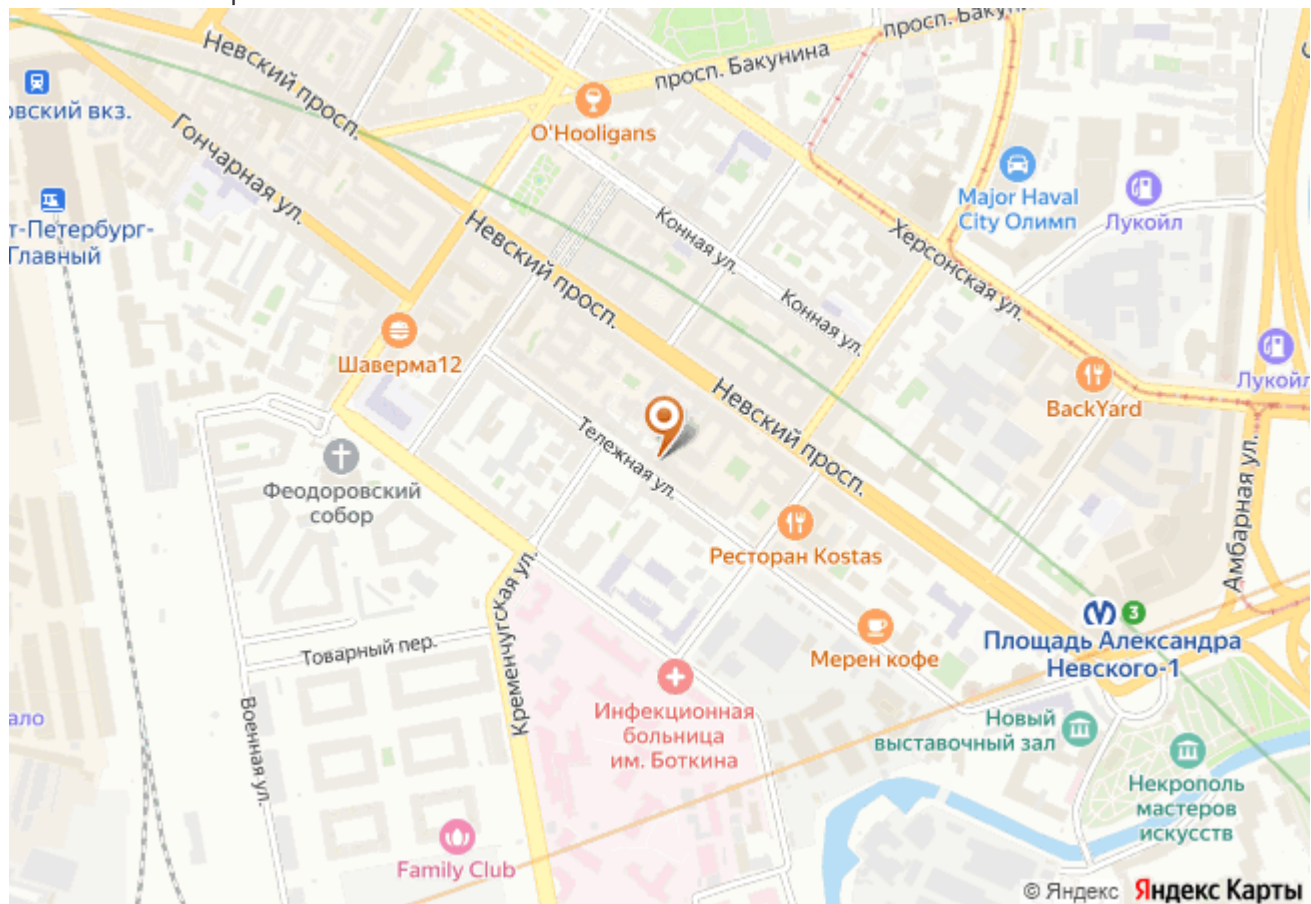 просп. Бакунина
Невский просп.
просп. Бакунина
овский вкз.
O'Hooligans
Гончарная ул.
Major Haval
City Олимп
Лукойл
т-Петербург-
Главный
Конная ул.
Херсонская ул.
Невский просп.
Конная ул.
Шаверма12
Лукойл
BackYard
Невский просп.
Тележная ул.
Феодоровский
собор
Амбарная ул.
Ресторан Kostas
Кременчугская ул.
3
Площадь Александра
Невского-1
Товарный пер.
Мерен кофе
Военная ул.
Инфекционная
больница
им. Боткина
ало
Новый
выставочный зал
Некрополь
мастеров
искусств
Family Club
© Яндекс Яндекс Карты